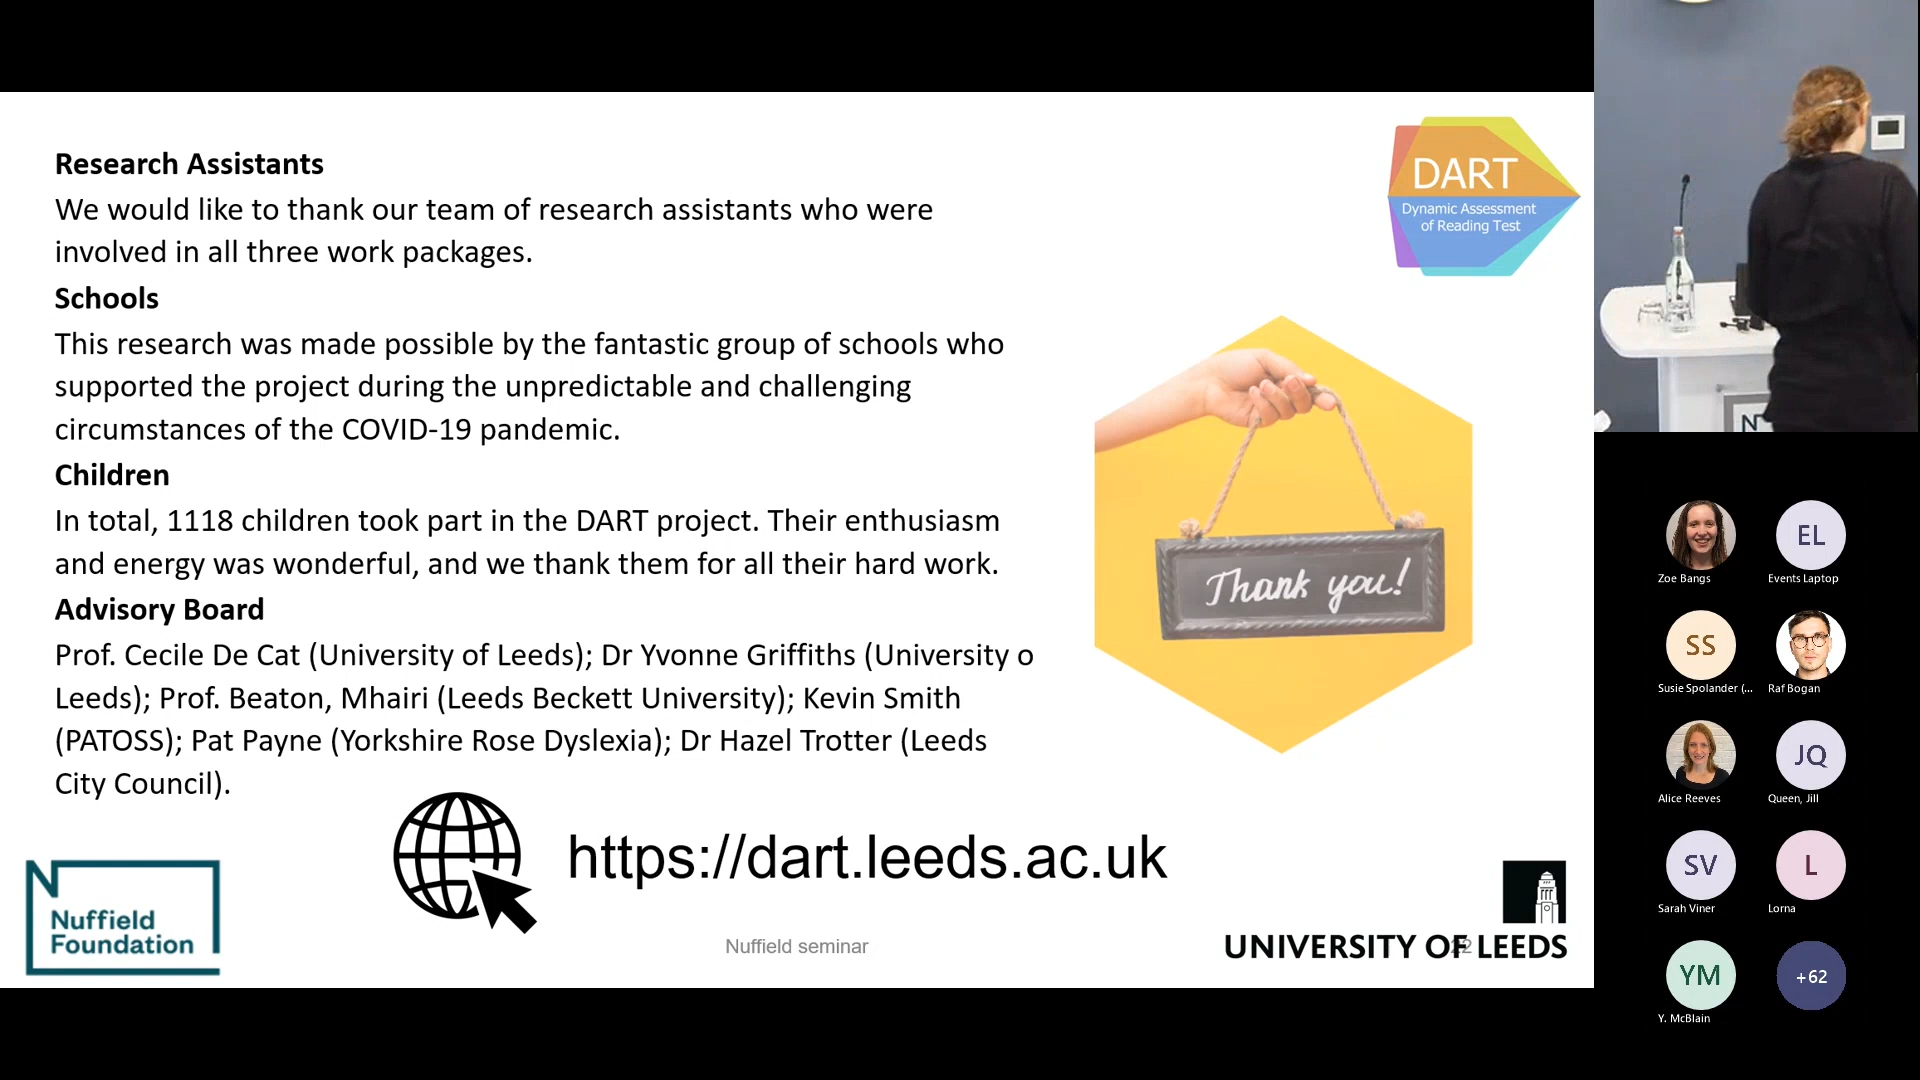 Research Assistants
We would like to thank our team of research assistants who were
involved in all three work packages.
Schools
This research was made possible by the fantastic group of schools who
supported the project during the unpredictable and challenging
circumstances of the COVID-19 pandemic.
Children
In total, 1118 children took part in the DART project. Their enthusiasm
and energy was wonderful, and we thank them for all their hard work.
Advisory Board
Prof. Cecile De Cat (University of Leeds); Dr Yvonne Griffiths (University o
Leeds); Prof. Beaton, Mhairi (Leeds Beckett University); Kevin Smith
(PATOSS); Pat Payne (Yorkshire Rose Dyslexia); Dr Hazel Trotter (Leeds
City Council).
https://dart.leeds.ac.uk
Nuffield
Foundation
Nuffield seminar
22
UNIVERSITY OF LEEDS
DART
Dynamic Assessment
of Reading Test
Thank you!
N
Zoe Bangs
EL
Events Laptop
SS
Susie Spolander (...
Raf Bogan
Alice Reeves
JQ
Queen, Jill
SV
Sarah Viner
L
Lorna
YM
Y. McBlain
+62